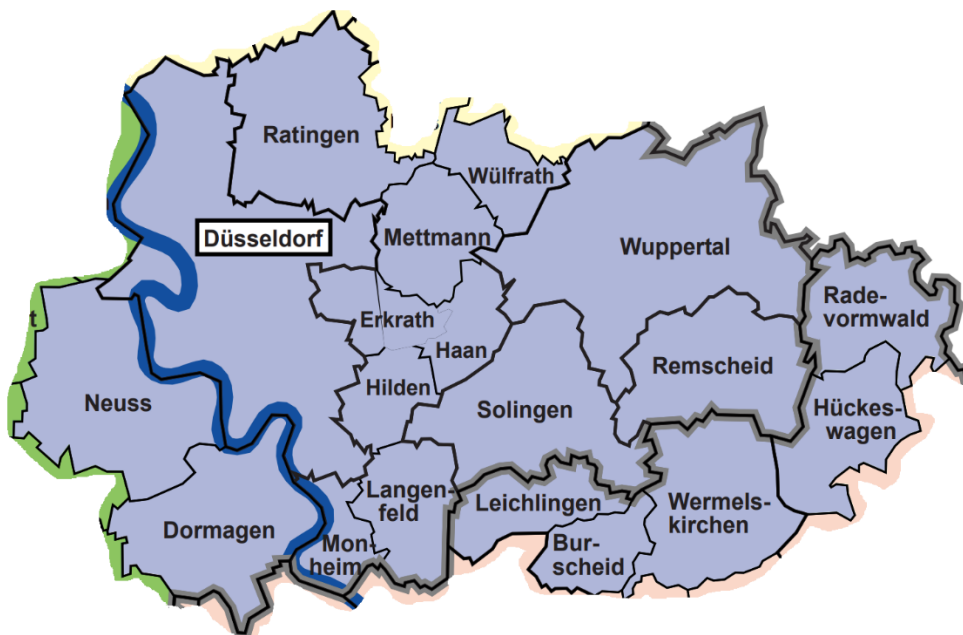 Ratingen
Wülfrath
Düsseldorf
Mettmann
Wuppertal
Rade-
vormwald
t
Erkrath
Haan
Remscheid
Hilden
Neuss
Solingen
Hückes-
wagen
Langen-
feld
Leichlingen
Wermels-
kirchen
Dormagen
Mon-
heim
Bur-
scheid